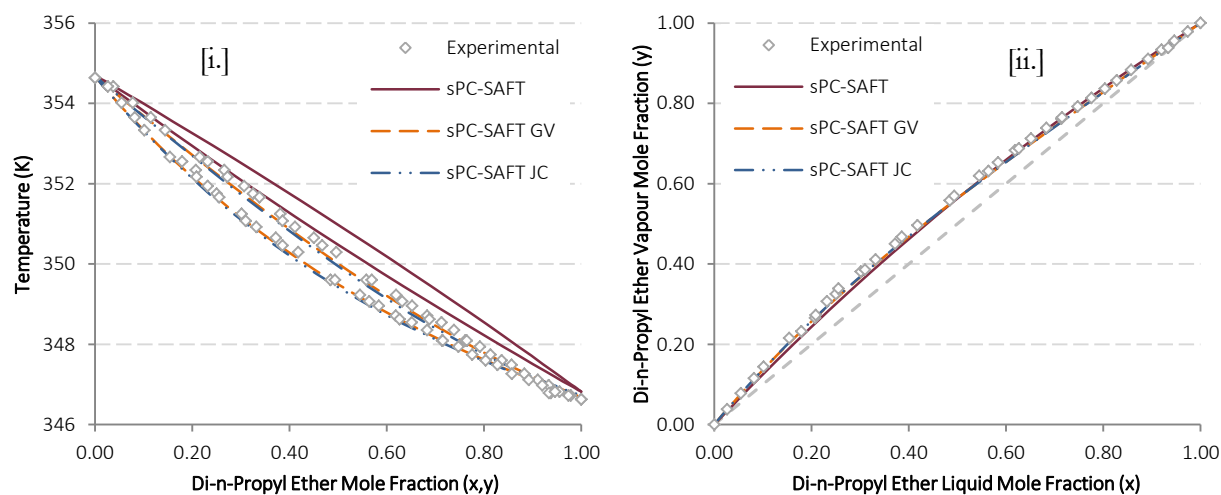 356
354
352
350
348
346
Temperature (K)
0.00 0.20 0.40 0.60 0.80 1.00
Di-n-Propyl Ether Mole Fraction (x,y)
[i.]
Experimental
sPC-SAFT
sPC-SAFT GV
sPC-SAFT JC
1.00
0.80
0.60
0.40
0.20
0.00
Di-n-Propyl Ether Vapour Mole Fraction (y)
0.00 0.20 0.40 0.60 0.80 1.00
Di-n-Propyl Ether Liquid Mole Fraction (x)
[ii.]
Experimental
sPC-SAFT
sPC-SAFT GV
sPC-SAFT JC